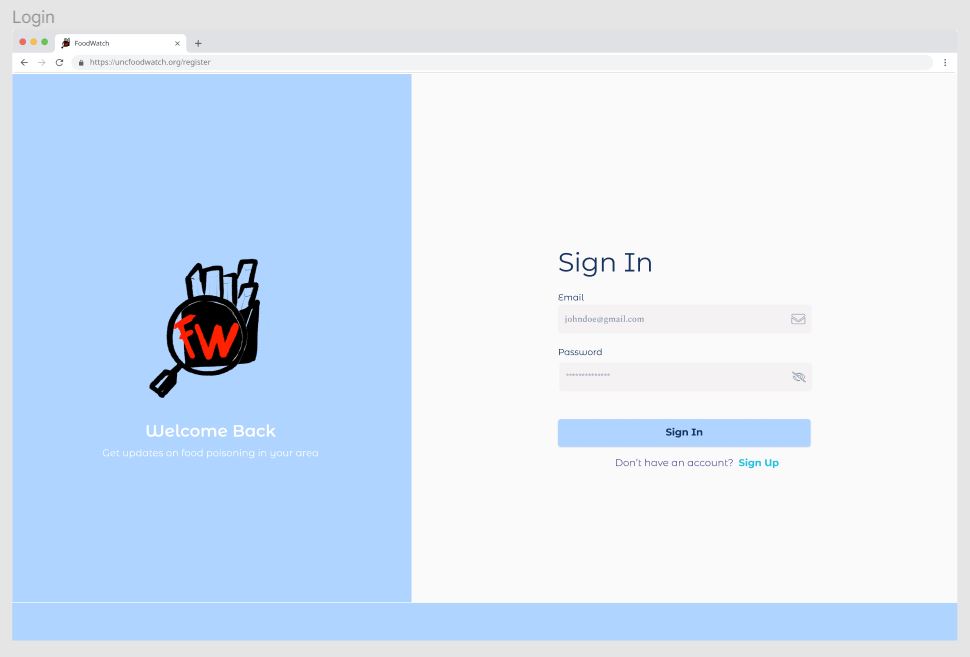 Login
FoodWatch
https://uncfoodwatch.org/register
FW
Welcome Back
Get updates on food poisoning in your area
Sign In
Email
johndoe@gmail.com
Password
**************
Sign In
Don't have an account? Sign Up